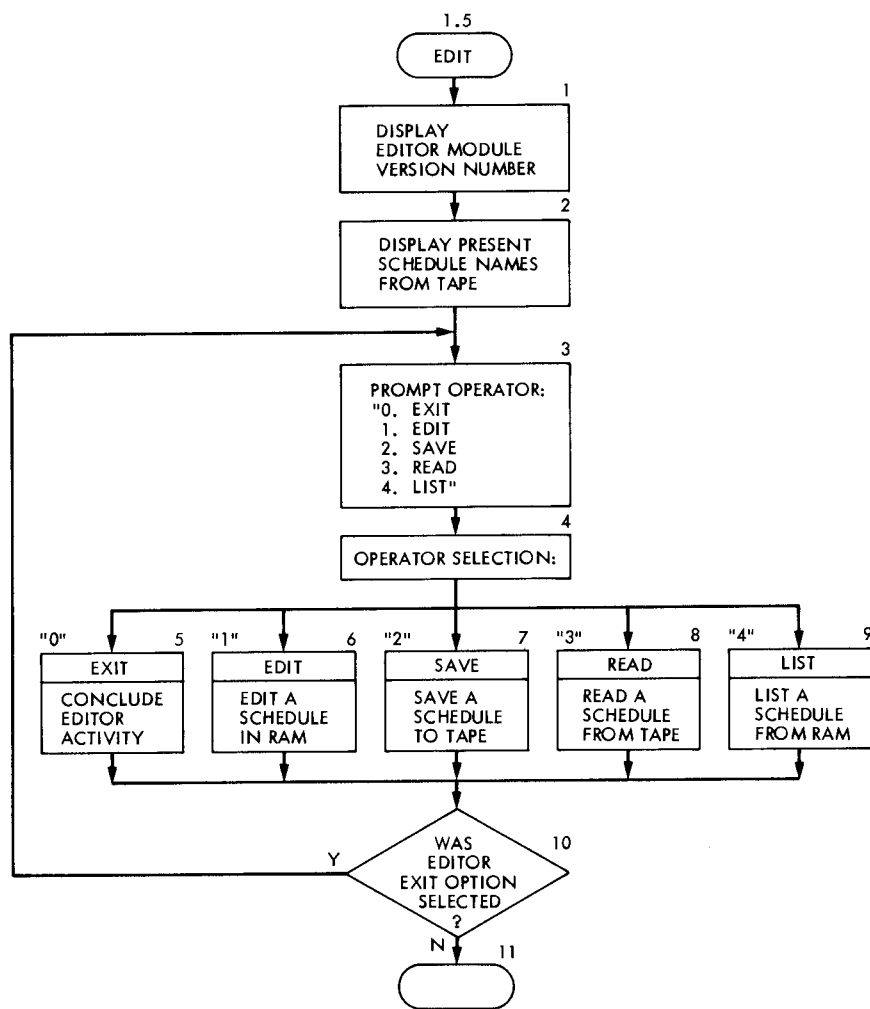 1.5
EDIT
1
DISPLAY
EDITOR MODULE
VERSION NUMBER
2
DISPLAY PRESENT
SCHEDULE NAMES
FROM TAPE
3
PROMPT OPERATOR:
"0. EXIT
1. EDIT
2. SAVE
3. READ
4. LIST"
4
OPERATOR SELECTION:
"0" 5
EXIT
CONCLUDE
EDITOR
ACTIVITY
"1" 6
EDIT
EDIT A
SCHEDULE
IN RAM
"2" 7
SAVE
SAVE A
SCHEDULE
TO TAPE
"3" 8
READ
READ A
SCHEDULE
FROM TAPE
"4" 9
LIST
LIST A
SCHEDULE
FROM RAM
10
WAS
EDITOR
EXIT OPTION
SELECTED
?
Y
N
11